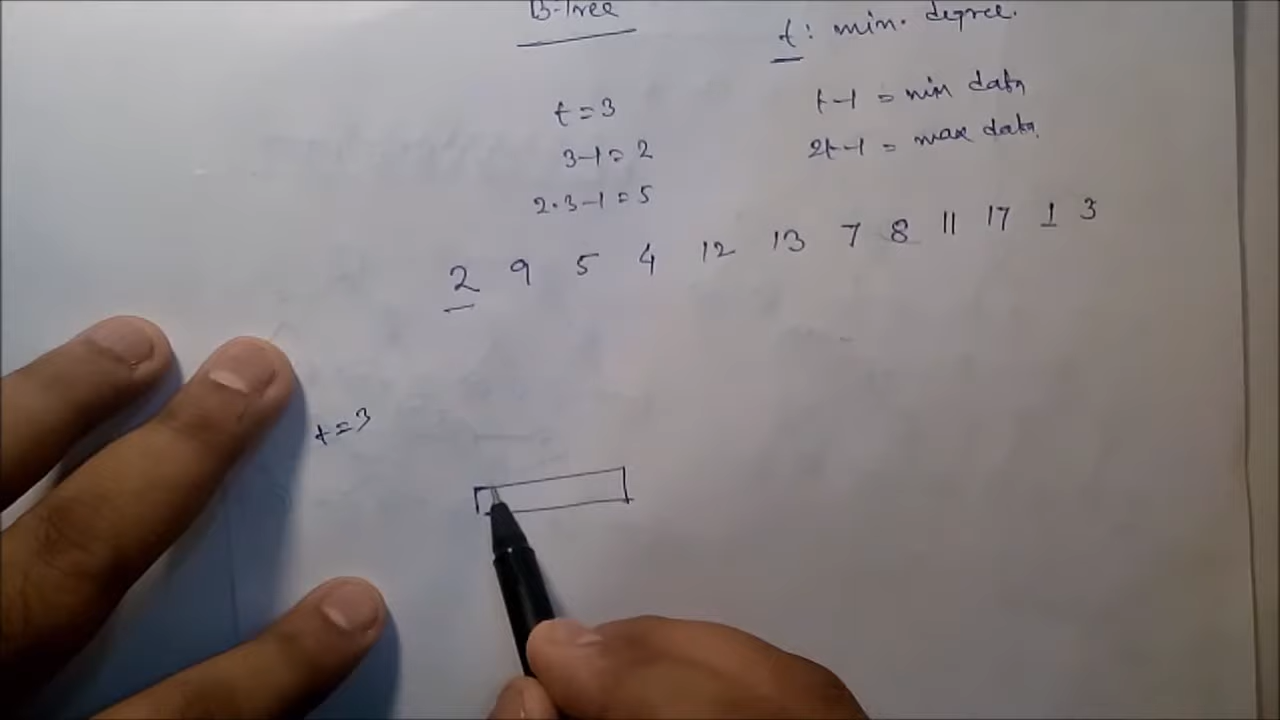 B-Tree
t : min. degree.
t = 3
t-1 = min data
3-1 = 2
2t-1 = max data.
2·3-1 = 5
2 9 5 4 12 13 7 8 11 17 1 3
t = 3